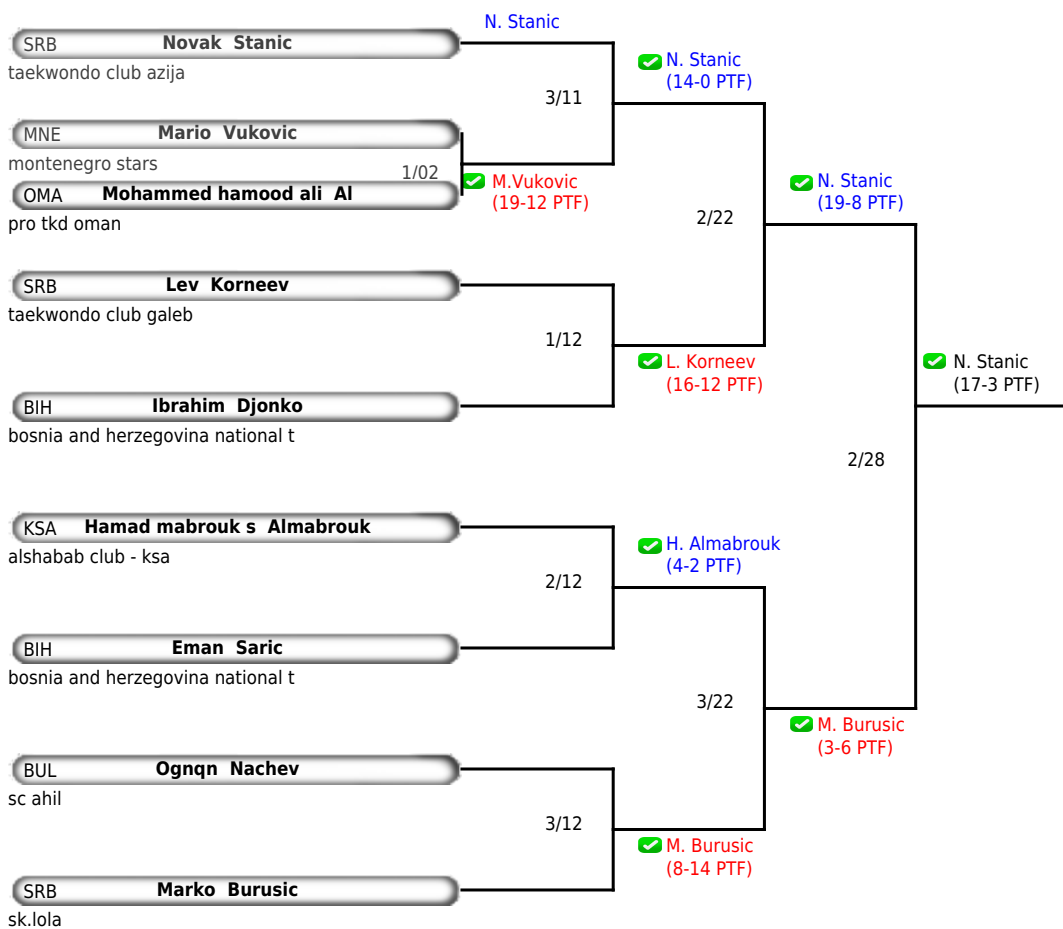 N. Stanic
SRB Novak Stanic
taekwondo club azija
N. Stanic
(14-0 PTF)
3/11
MNE Mario Vukovic
montenegro stars
1/02
OMA Mohammed hamood ali Al
pro tkd oman
M.Vukovic
(19-12 PTF)
N. Stanic
(19-8 PTF)
2/22
SRB Lev Korneev
taekwondo club galeb
1/12
L. Korneev
(16-12 PTF)
N. Stanic
(17-3 PTF)
BIH Ibrahim Djonko
bosnia and herzegovina national t
2/28
KSA Hamad mabrouk s Almabrouk
alshabab club - ksa
H. Almabrouk
(4-2 PTF)
2/12
BIH Eman Saric
bosnia and herzegovina national t
3/22
M. Burusic
(3-6 PTF)
BUL Ognqn Nachev
sc ahil
3/12
M. Burusic
(8-14 PTF)
SRB Marko Burusic
sk.lola